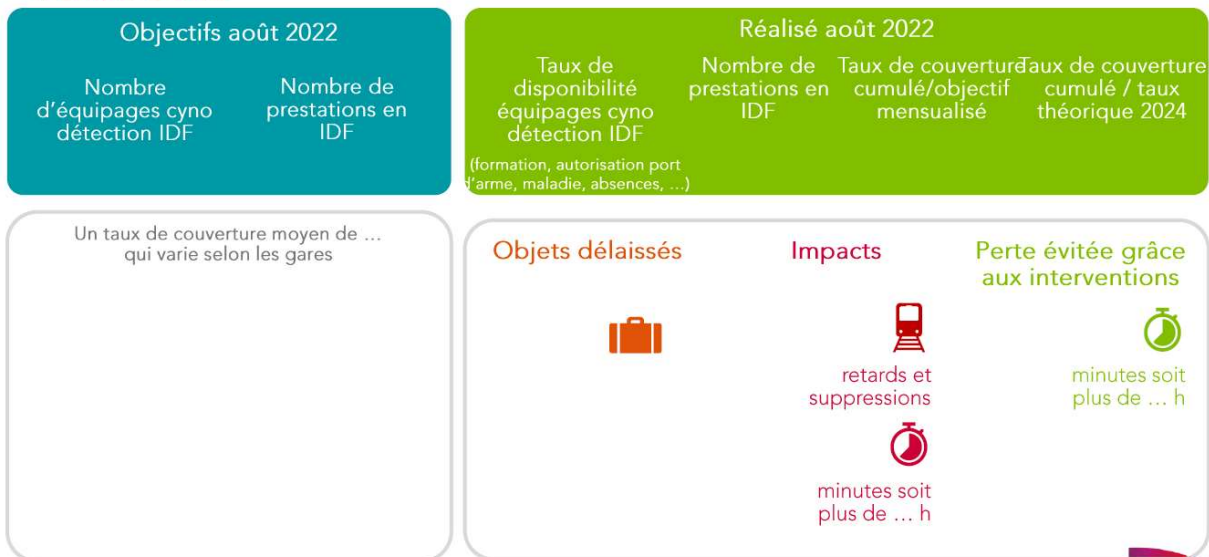 Objectifs août 2022
Nombre
d'équipages cyno
détection IDF
Nombre de
prestations en
IDF
Réalisé août 2022
Taux de
disponibilité
équipages cyno
détection IDF
(formation, autorisation port
d'arme, maladie, absences, ...)
Nombre de
prestations en
IDF
Taux de couverture
cumulé/objectif
mensualisé
Taux de couverture
cumulé / taux
théorique 2024
Un taux de couverture moyen de ...
qui varie selon les gares
Objets délaissés
Impacts
retards et
suppressions
minutes soit
plus de ... h
Perte évitée grâce
aux interventions
minutes soit
plus de ... h